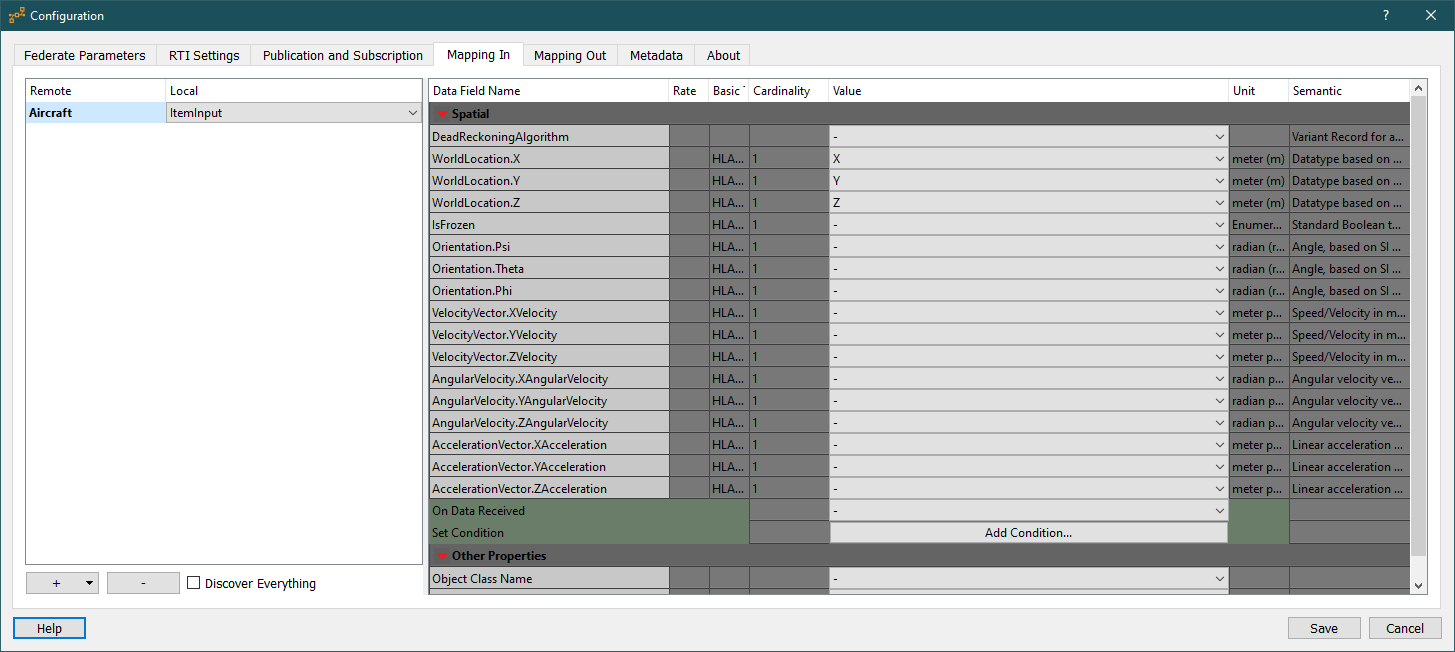 Configuration ?
Federate Parameters RTI Settings Publication and Subscription Mapping In Mapping Out Metadata About
Remote Local
Aircraft ItemInput
Data Field Name Rate Basic Cardinality Value Unit Semantic
Spatial
DeadReckoningAlgorithm - Variant Record for a...
WorldLocation.X HLA... 1 X meter (m) Datatype based on ...
WorldLocation.Y HLA... 1 Y meter (m) Datatype based on ...
WorldLocation.Z HLA... 1 Z meter (m) Datatype based on ...
IsFrozen HLA... 1 - Enumer... Standard Boolean t...
Orientation.Psi HLA... 1 - radian (r... Angle, based on SI ...
Orientation.Theta HLA... 1 - radian (r... Angle, based on SI ...
Orientation.Phi HLA... 1 - radian (r... Angle, based on SI ...
VelocityVector.XVelocity HLA... 1 - meter p... Speed/Velocity in m...
VelocityVector.YVelocity HLA... 1 - meter p... Speed/Velocity in m...
VelocityVector.ZVelocity HLA... 1 - meter p... Speed/Velocity in m...
AngularVelocity.XAngularVelocity HLA... 1 - radian p... Angular velocity ve...
AngularVelocity.YAngularVelocity HLA... 1 - radian p... Angular velocity ve...
AngularVelocity.ZAngularVelocity HLA... 1 - radian p... Angular velocity ve...
AccelerationVector.XAcceleration HLA... 1 - meter p... Linear acceleration ...
AccelerationVector.YAcceleration HLA... 1 - meter p... Linear acceleration ...
AccelerationVector.ZAcceleration HLA... 1 - meter p... Linear acceleration ...
On Data Received -
Set Condition Add Condition...
Other Properties
Object Class Name -
+ - Discover Everything
Help Save Cancel